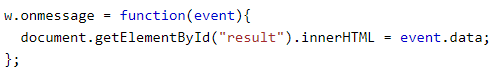 w.onmessage = function(event){
  document.getElementById("result").innerHTML = event.data;
};